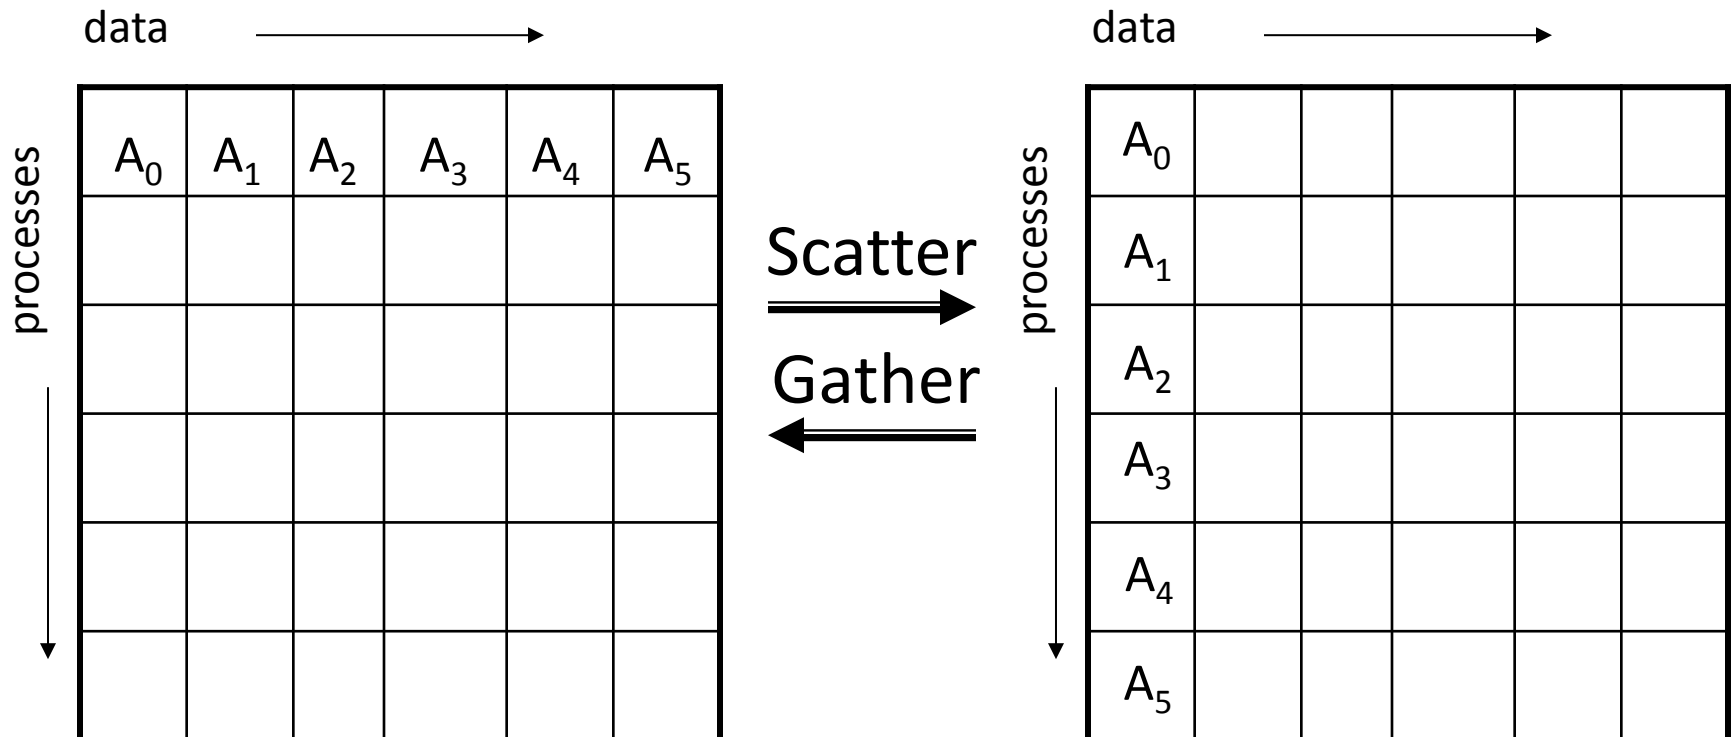 data
processes
A₀ A₁ A₂ A₃ A₄ A₅
Scatter
Gather
data
processes
A₀
A₁
A₂
A₃
A₄
A₅